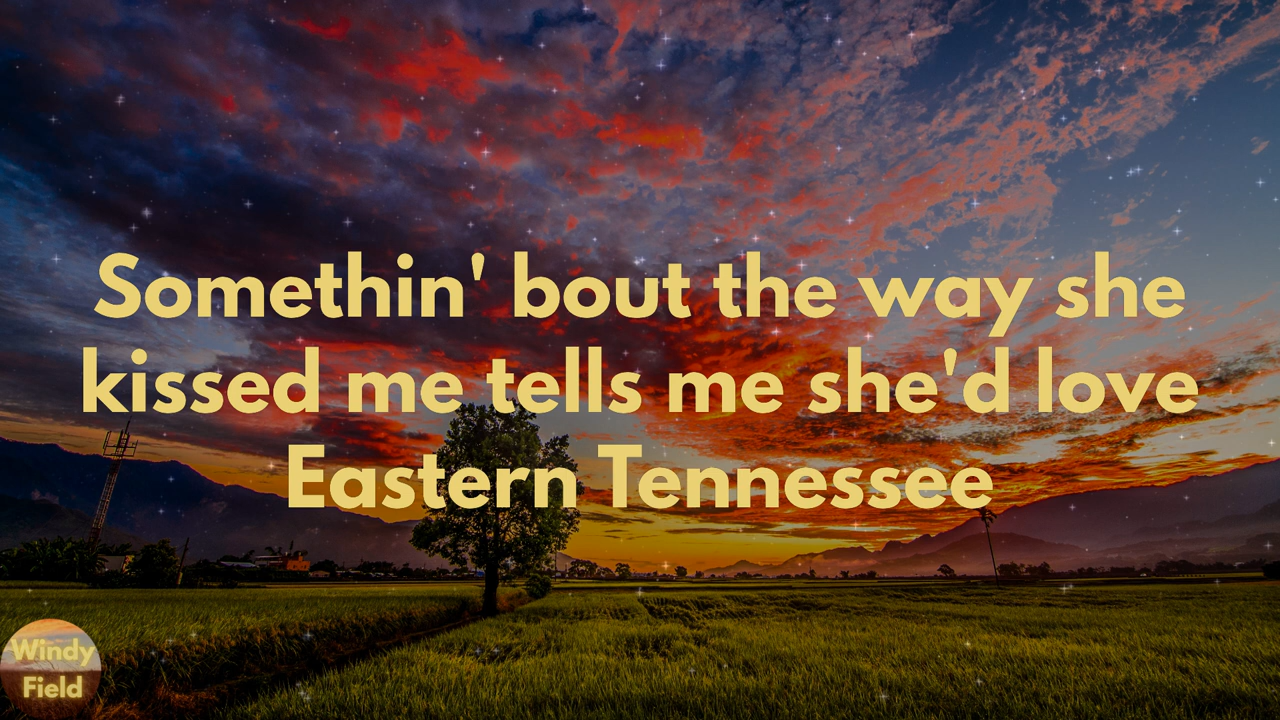 Somethin' bout the way she
kissed me tells me she'd love
Eastern Tennessee
Windy
Field